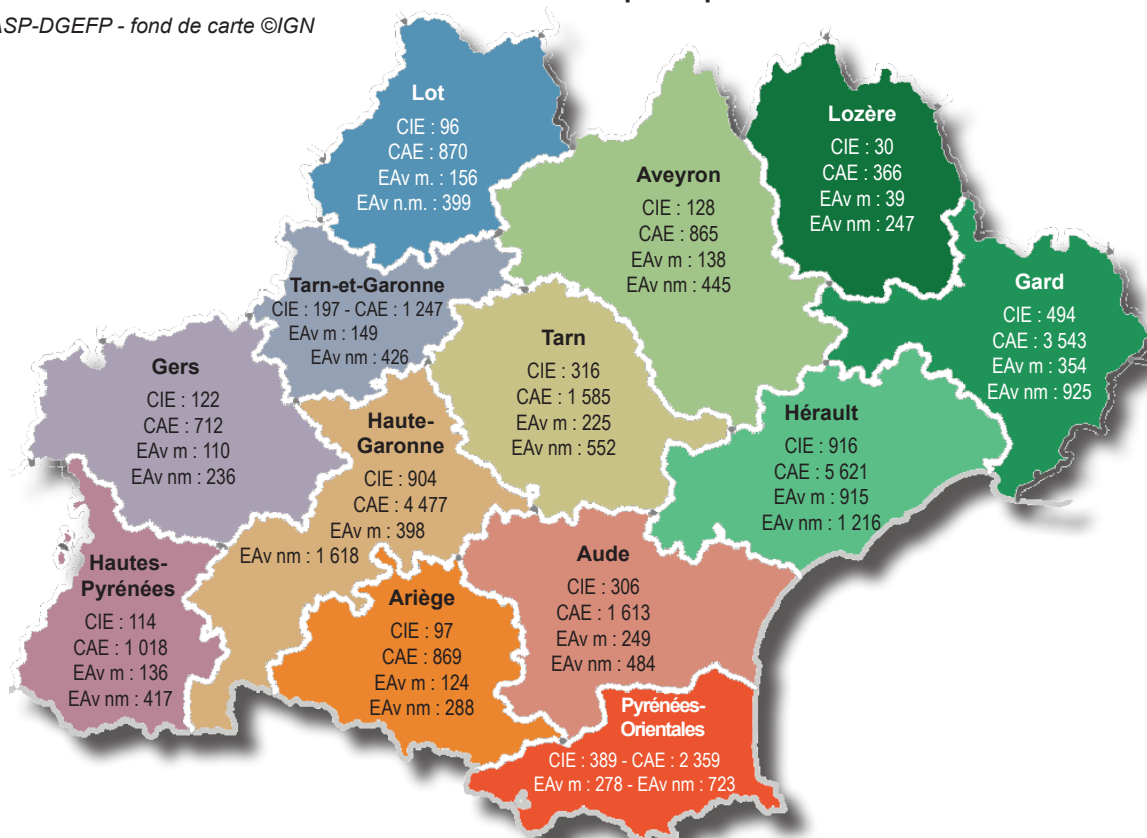 ASP-DGEFP - fond de carte ©IGN
Lot
CIE : 96
CAE : 870
EAv m. : 156
EAv n.m. : 399
Lozère
CIE : 30
CAE : 366
EAv m : 39
EAv nm : 247
Aveyron
CIE : 128
CAE : 865
EAv m : 138
EAv nm : 445
Tarn-et-Garonne
CIE : 197 - CAE : 1 247
EAv m : 149
EAv nm : 426
Gard
CIE : 494
CAE : 3 543
EAv m : 354
EAv nm : 925
Tarn
CIE : 316
CAE : 1 585
EAv m : 225
EAv nm : 552
Gers
CIE : 122
CAE : 712
EAv m : 110
EAv nm : 236
Haute-
Garonne
CIE : 904
CAE : 4 477
EAv m : 398
EAv nm : 1 618
Hérault
CIE : 916
CAE : 5 621
EAv m : 915
EAv nm : 1 216
Hautes-
Pyrénées
CIE : 114
CAE : 1 018
EAv m : 136
EAv nm : 417
Ariège
CIE : 97
CAE : 869
EAv m : 124
EAv nm : 288
Aude
CIE : 306
CAE : 1 613
EAv m : 249
EAv nm : 484
Pyrénées-
Orientales
CIE : 389 - CAE : 2 359
EAv m : 278 - EAv nm : 723